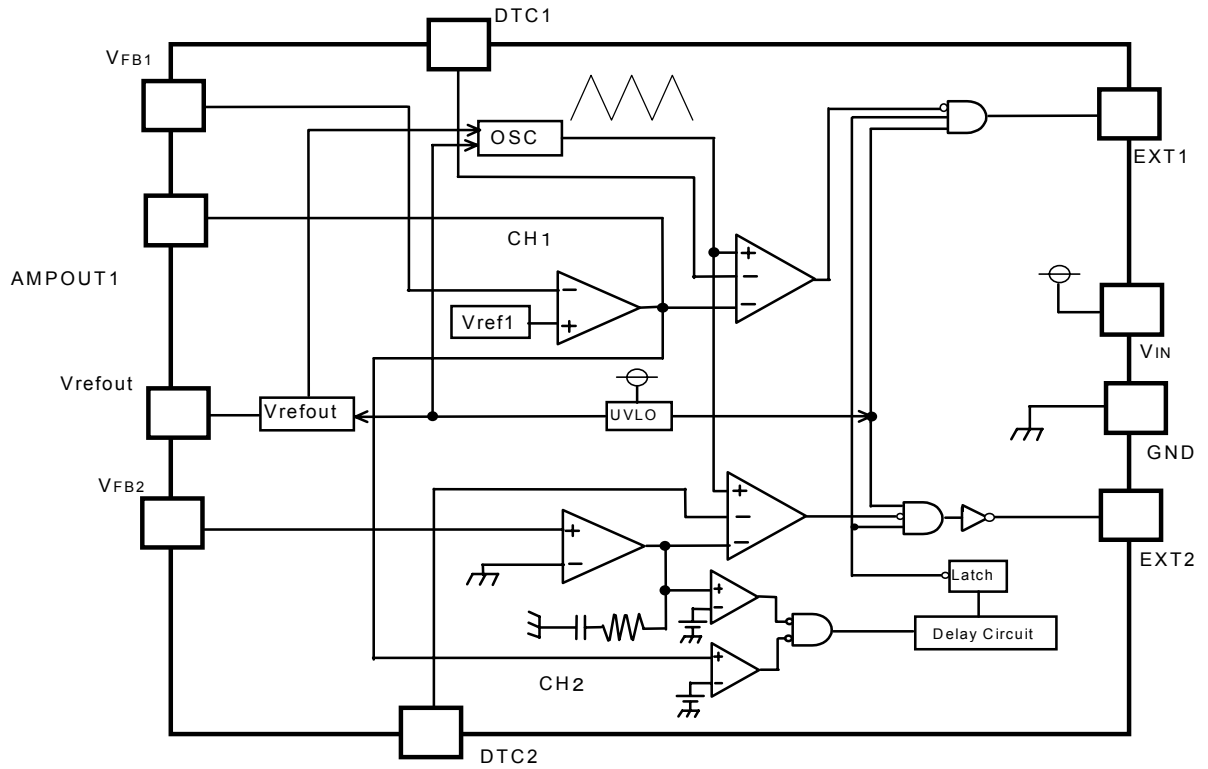 DTC1
VFB1
OSC
EXT1
CH1
+
−
−
AMPOUT1
−
Vref1
+
VIN
Vrefout
Vrefout
UVLO
GND
VFB2
+
−
−
+
−
EXT2
Latch
+
−
Delay Circuit
+
−
CH2
DTC2